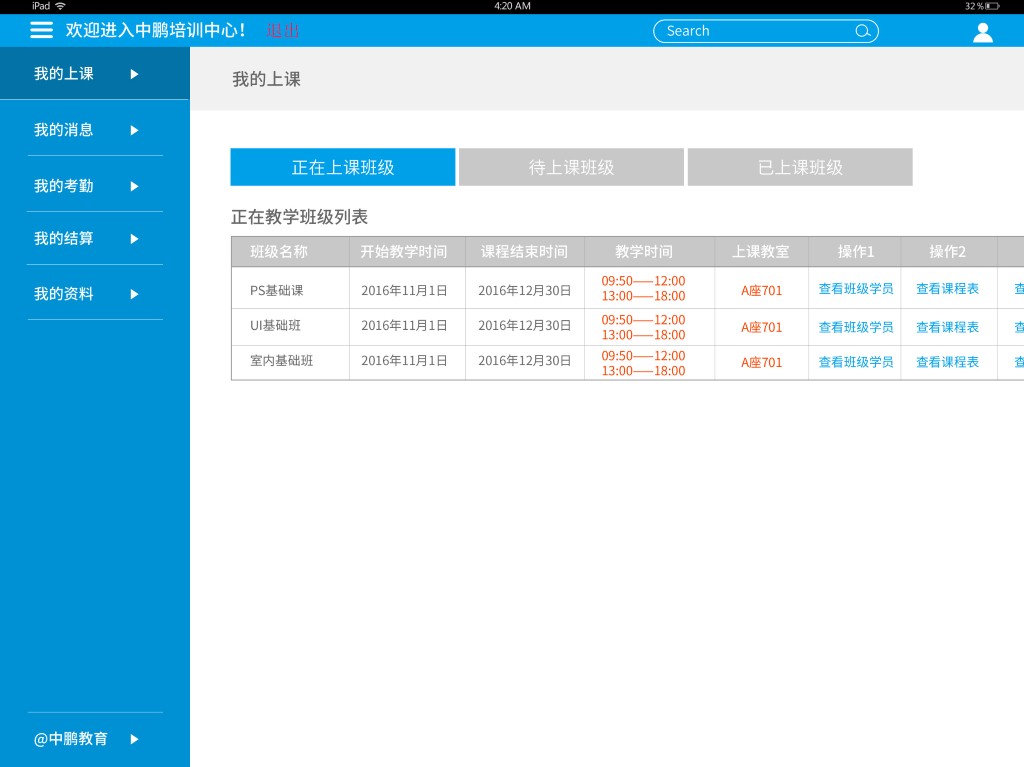 iPad 4:20 AM 32%
欢迎进入中鹏培训中心! 退出 Search
我的上课
我的消息
我的考勤
我的结算
我的资料
@中鹏教育
我的上课
正在上课班级 待上课班级 已上课班级
正在教学班级列表
班级名称 开始教学时间 课程结束时间 教学时间 上课教室 操作1 操作2
PS基础课 2016年11月1日 2016年12月30日 09:50——12:00 13:00——18:00 A座701 查看班级学员 查看课程表 查
UI基础班 2016年11月1日 2016年12月30日 09:50——12:00 13:00——18:00 A座701 查看班级学员 查看课程表 查
室内基础班 2016年11月1日 2016年12月30日 09:50——12:00 13:00——18:00 A座701 查看班级学员 查看课程表 查